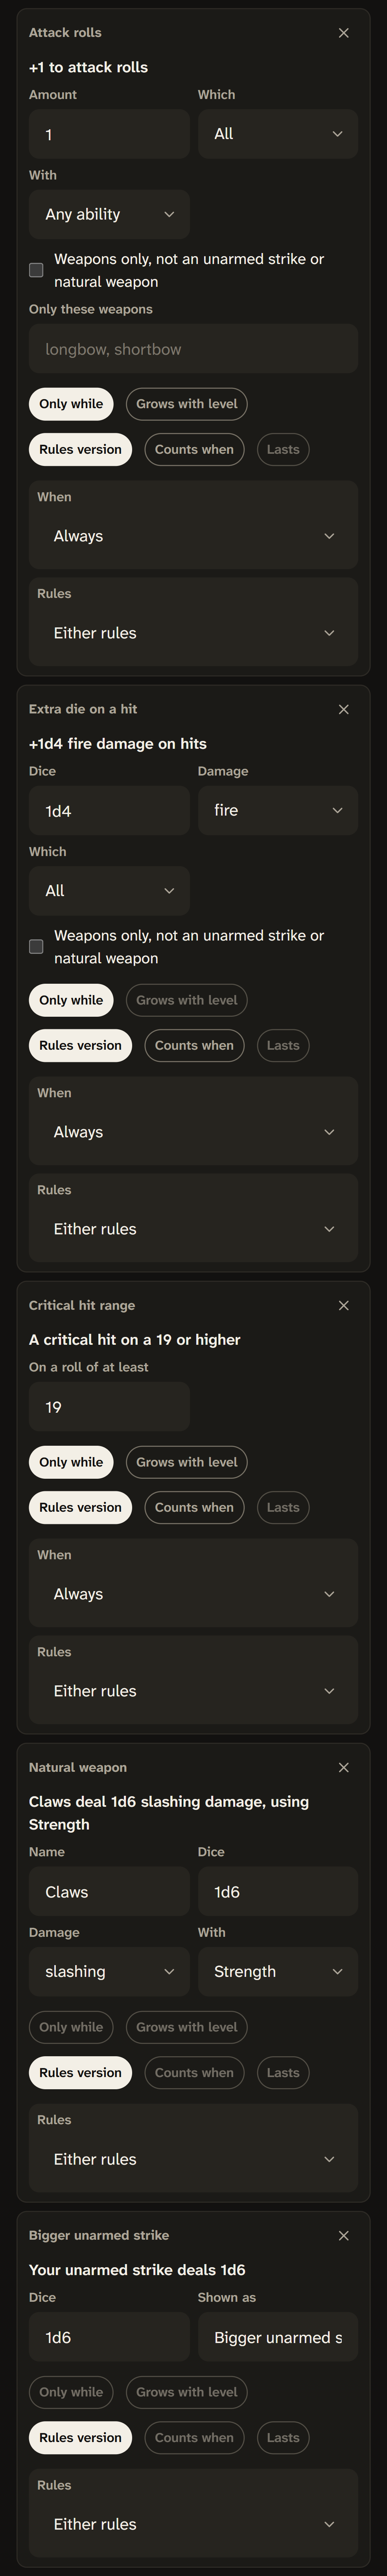 Attack rolls
+1 to attack rolls
Amount Which
1 All
With
Any ability
Weapons only, not an unarmed strike or
natural weapon
Only these weapons
longbow, shortbow
Only while Grows with level
Rules version Counts when Lasts
When
Always
Rules
Either rules
Extra die on a hit
+1d4 fire damage on hits
Dice Damage
1d4 fire
Which
All
Weapons only, not an unarmed strike or
natural weapon
Only while Grows with level
Rules version Counts when Lasts
When
Always
Rules
Either rules
Critical hit range
A critical hit on a 19 or higher
On a roll of at least
19
Only while Grows with level
Rules version Counts when Lasts
When
Always
Rules
Either rules
Natural weapon
Claws deal 1d6 slashing damage, using
Strength
Name Dice
Claws 1d6
Damage With
slashing Strength
Only while Grows with level
Rules version Counts when Lasts
Rules
Either rules
Bigger unarmed strike
Your unarmed strike deals 1d6
Dice Shown as
1d6 Bigger unarmed s
Only while Grows with level
Rules version Counts when Lasts
Rules
Either rules